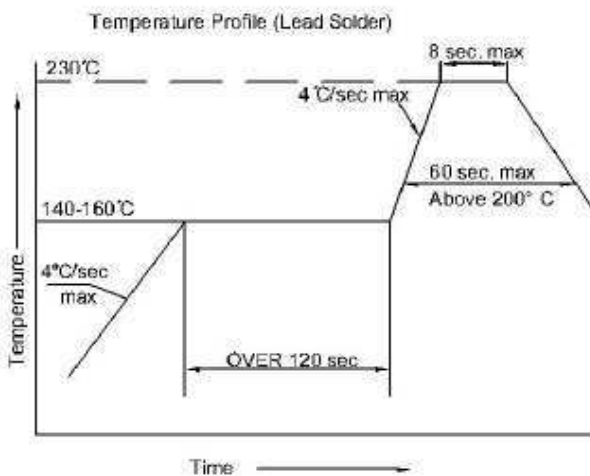 Temperature Profile (Lead Solder)
8 sec. max
230℃
4℃/sec max
60 sec. max
Above 200° C
140-160℃
4°C/sec
max
OVER 120 sec
Temperature
Time